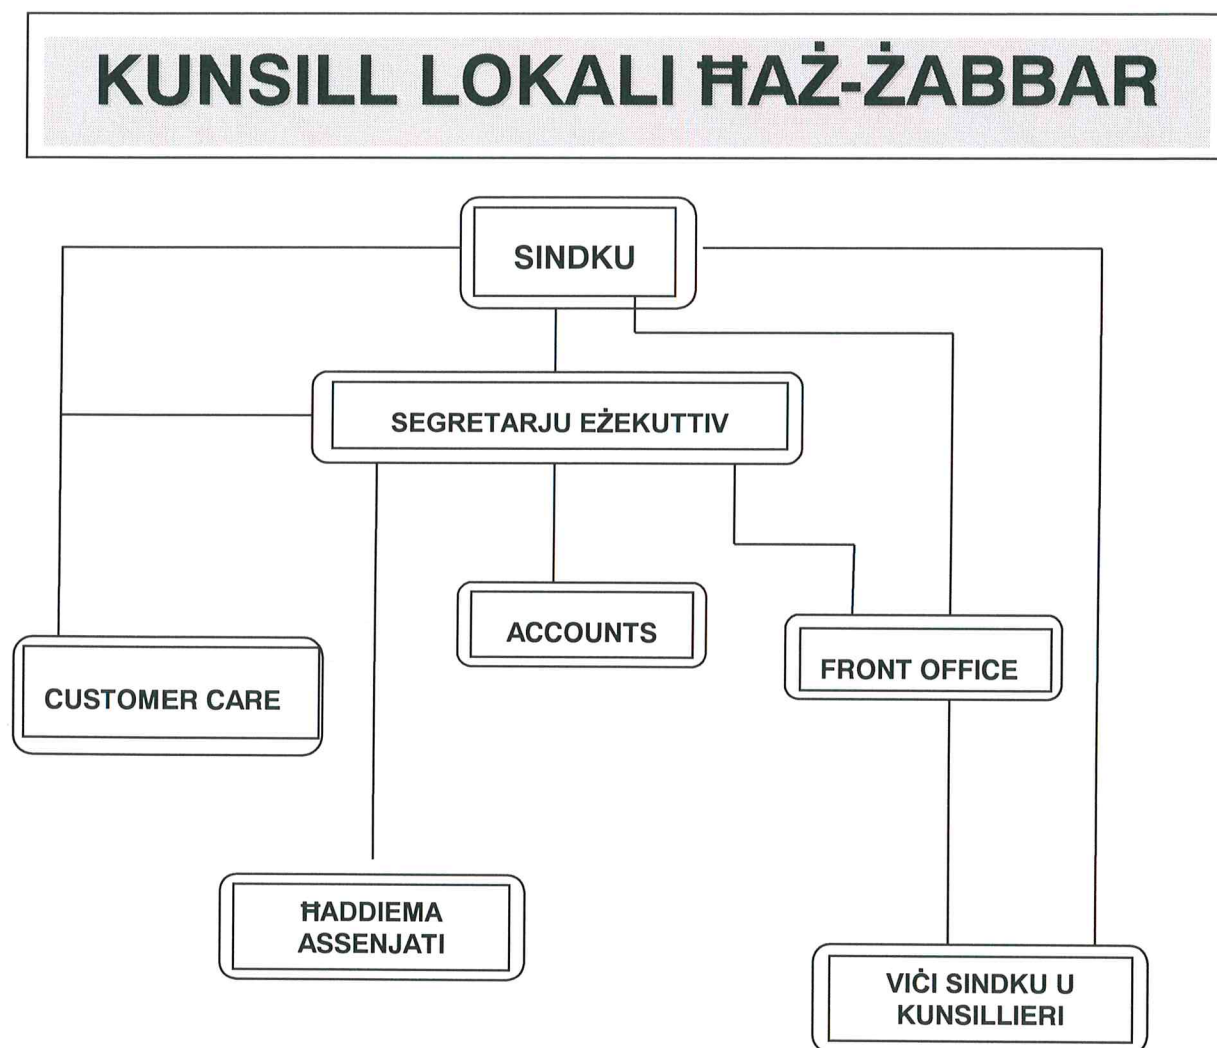 KUNSILL LOKALI ĦAŻ-ŻABBAR
SINDKU
SEGRETARJU EŻEKUTTIV
ACCOUNTS
FRONT OFFICE
CUSTOMER CARE
ĦADDIEMA
ASSENJATI
VIĊI SINDKU U
KUNSILLIERI